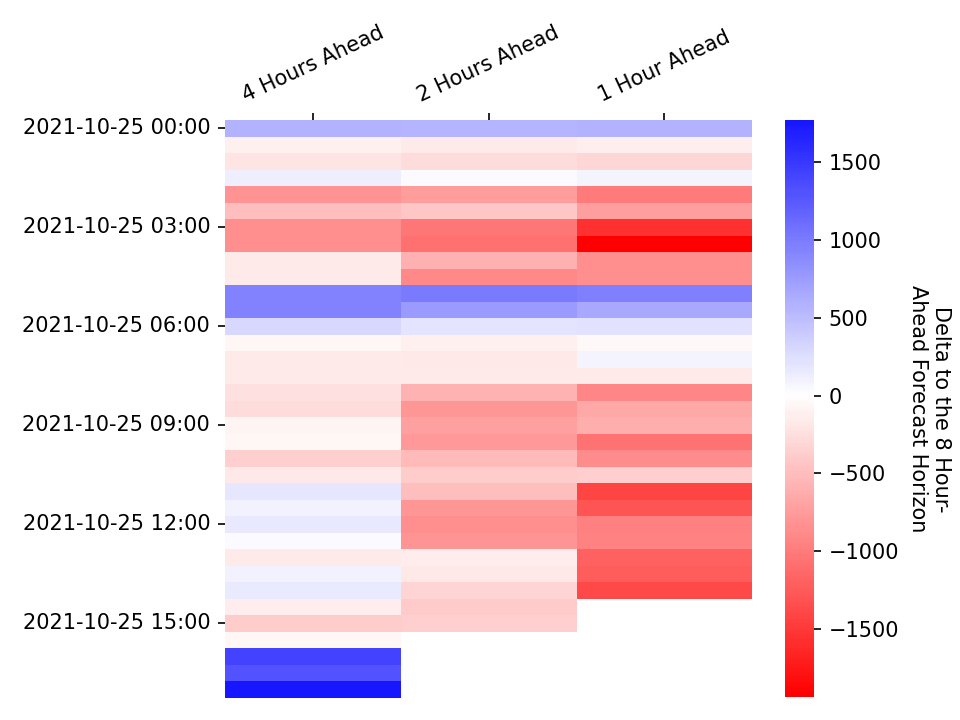 4 Hours Ahead
2 Hours Ahead
1 Hour Ahead
2021-10-25 00:00
2021-10-25 03:00
2021-10-25 06:00
2021-10-25 09:00
2021-10-25 12:00
2021-10-25 15:00
1500
1000
500
0
−500
−1000
−1500
Delta to the 8 Hour-
Ahead Forecast Horizon